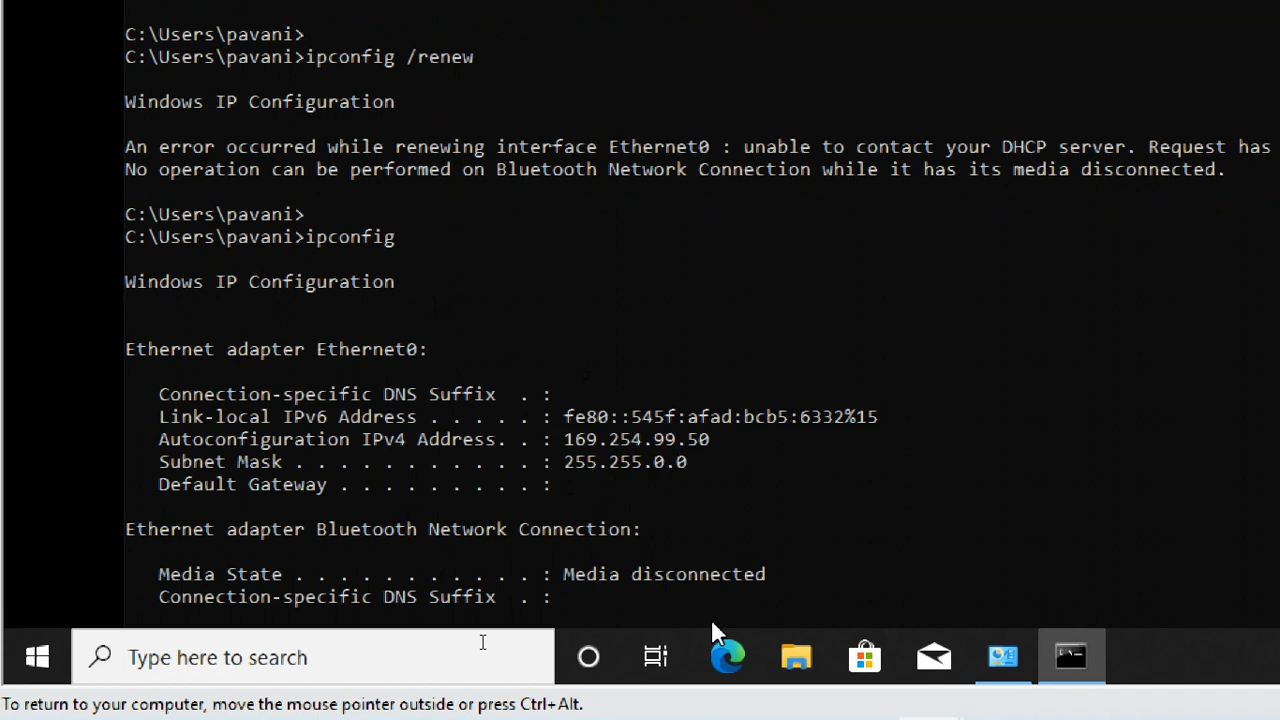 C:\Users\pavani>
C:\Users\pavani>ipconfig /renew
Windows IP Configuration
An error occurred while renewing interface Ethernet0 : unable to contact your DHCP server. Request has
No operation can be performed on Bluetooth Network Connection while it has its media disconnected.
C:\Users\pavani>
C:\Users\pavani>ipconfig
Windows IP Configuration
Ethernet adapter Ethernet0:
Connection-specific DNS Suffix . :
Link-local IPv6 Address . . . . . : fe80::545f:afad:bcb5:6332%15
Autoconfiguration IPv4 Address. . : 169.254.99.50
Subnet Mask . . . . . . . . . . . : 255.255.0.0
Default Gateway . . . . . . . . . :
Ethernet adapter Bluetooth Network Connection:
Media State . . . . . . . . . . . : Media disconnected
Connection-specific DNS Suffix . :
Type here to search
To return to your computer, move the mouse pointer outside or press Ctrl+Alt.